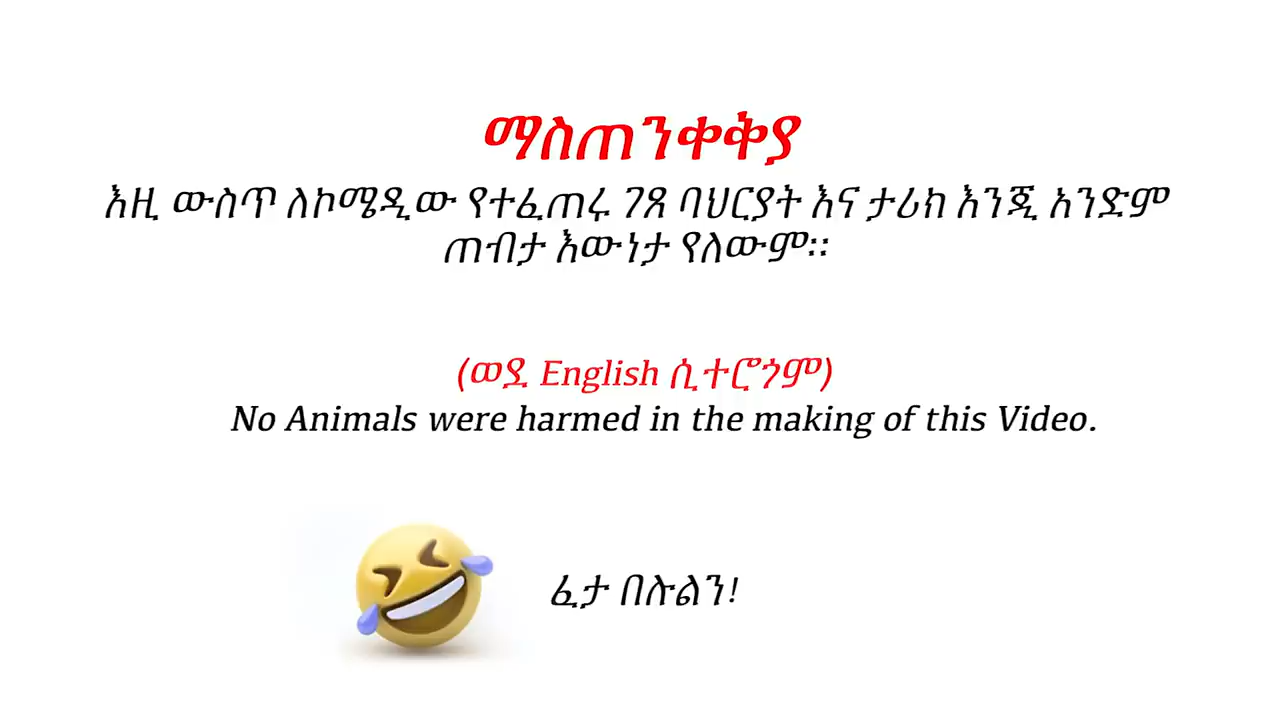 ማስጠንቀቅያ
እዚ ውስጥ ለኮሜዲው የተፈጠሩ ገጸ ባህርያት እና ታሪክ እንጂ አንድም
ጠብታ እውነታ የለውም፡፡
(ወደ English ሲተሮጎም)
No Animals were harmed in the making of this Video.
ፈታ በሉልን!